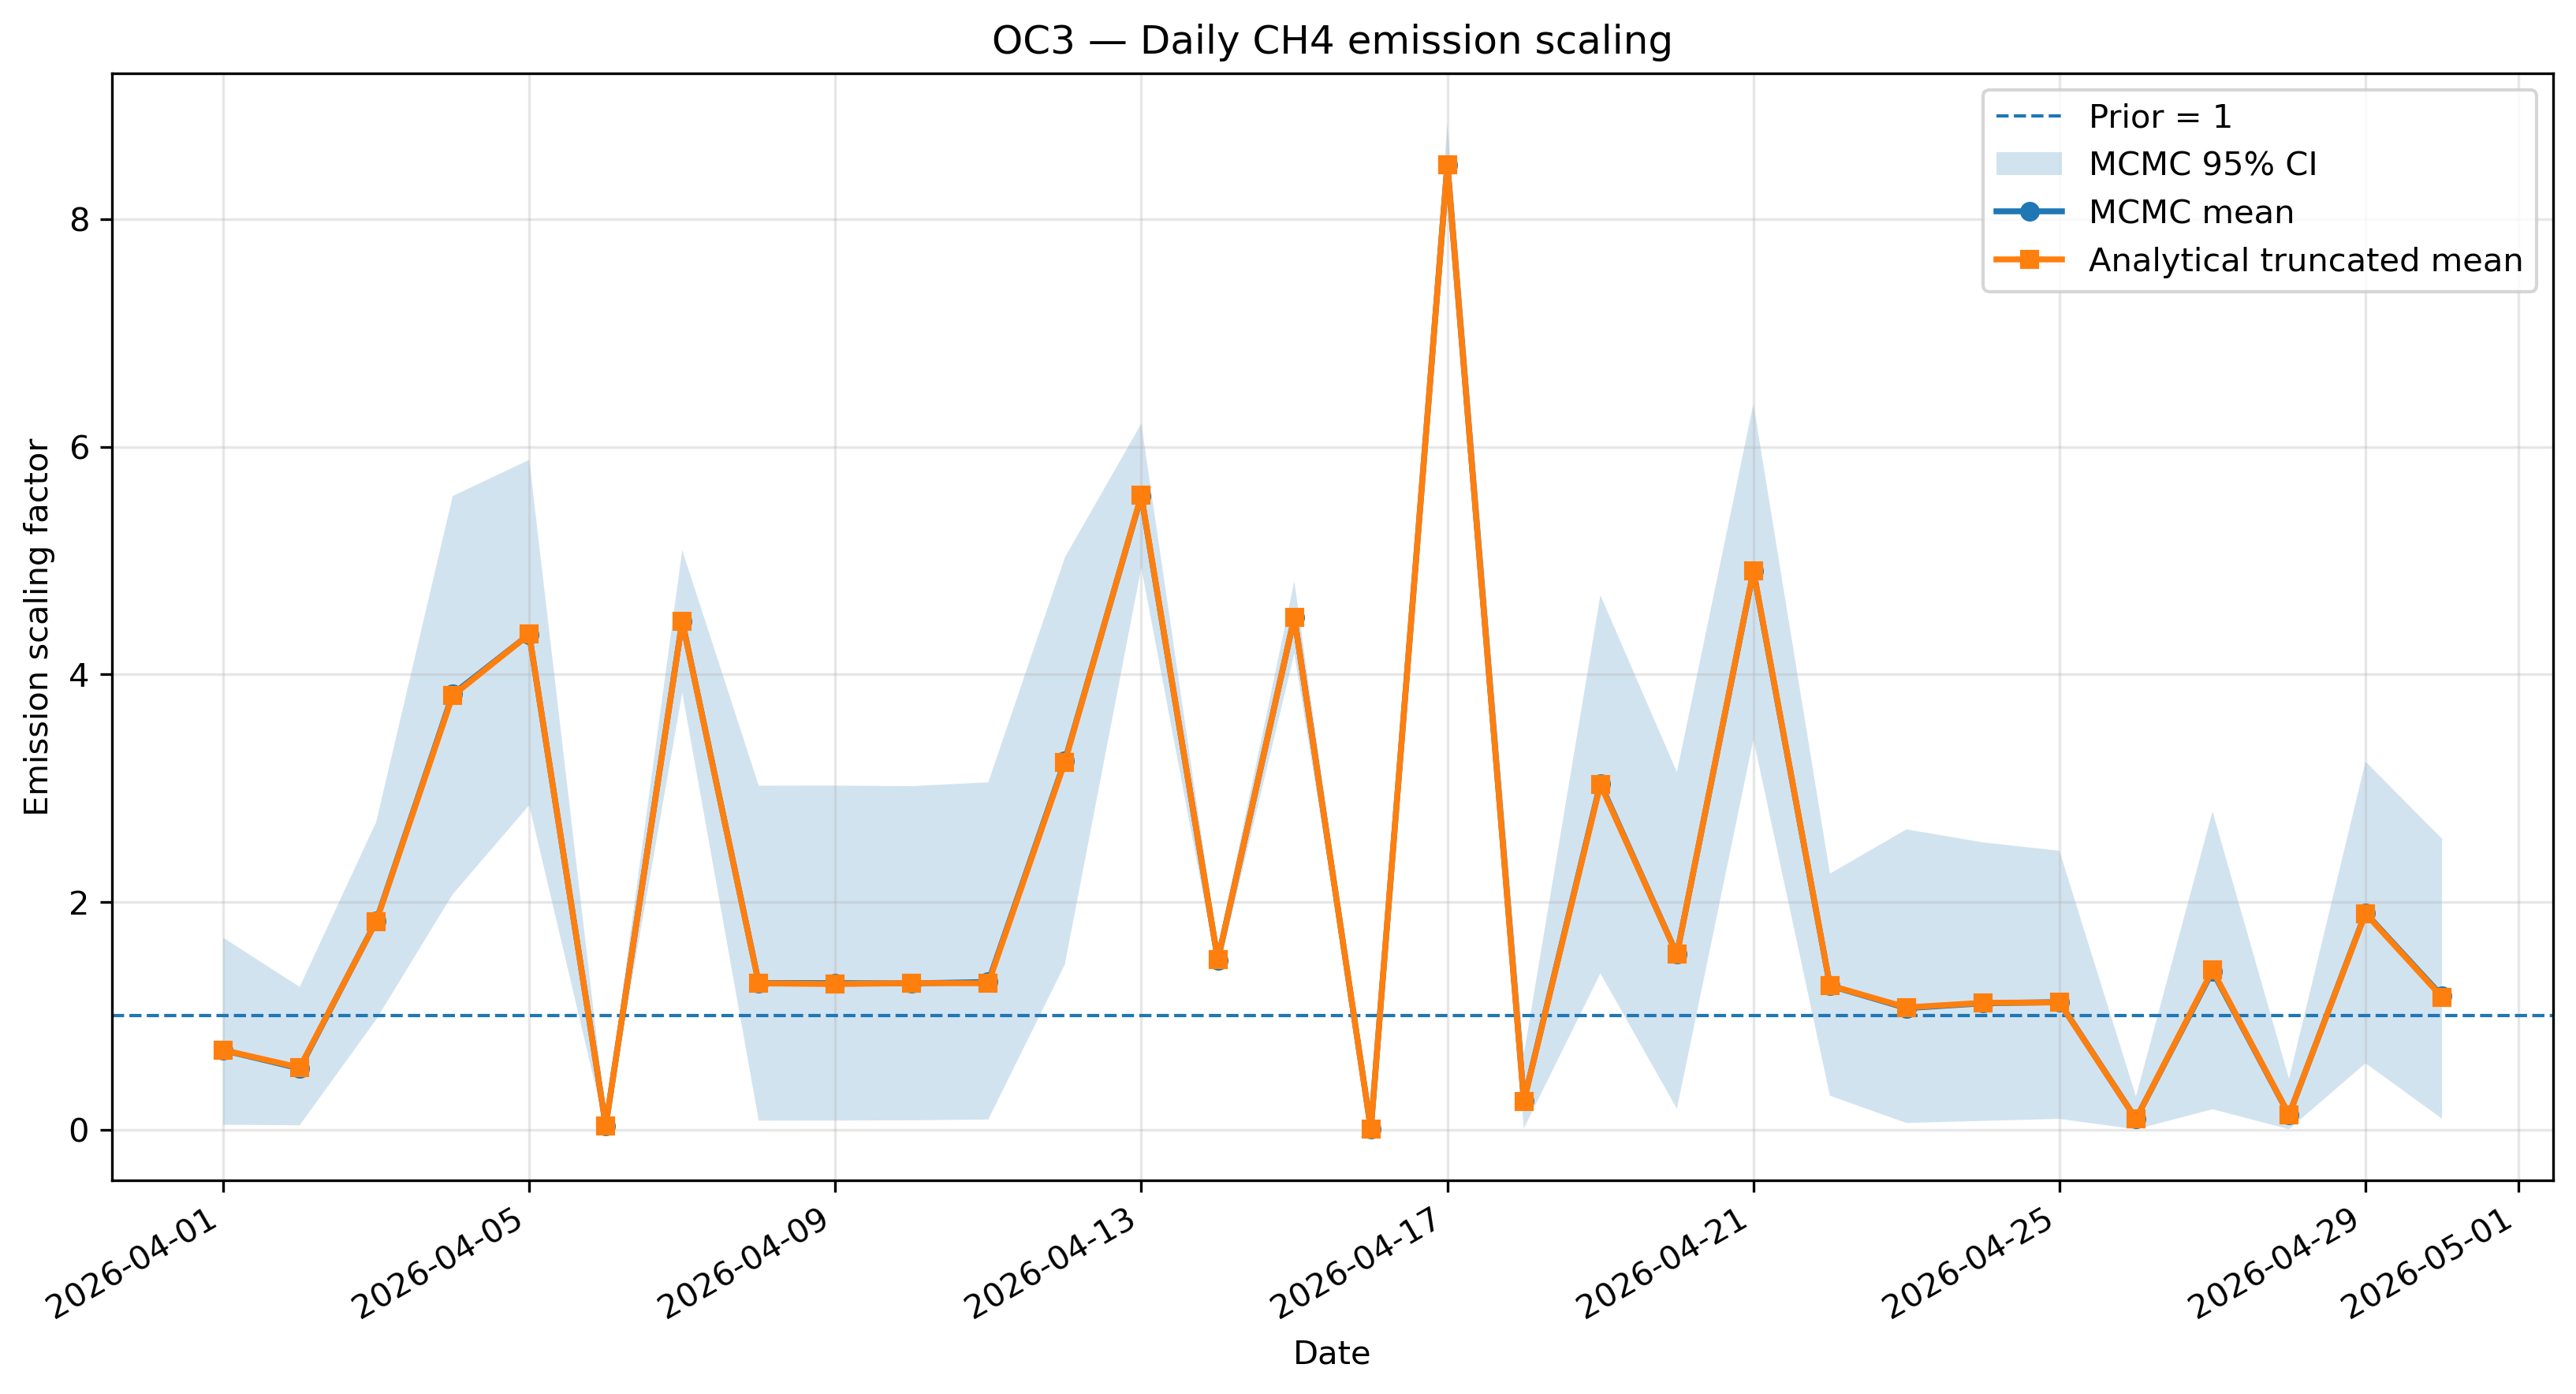 OC3 — Daily CH4 emission scaling
Prior = 1
MCMC 95% CI
MCMC mean
Analytical truncated mean
Emission scaling factor
8
6
4
2
0
2026-04-01
2026-04-05
2026-04-09
2026-04-13
2026-04-17
2026-04-21
2026-04-25
2026-04-29
2026-05-01
Date